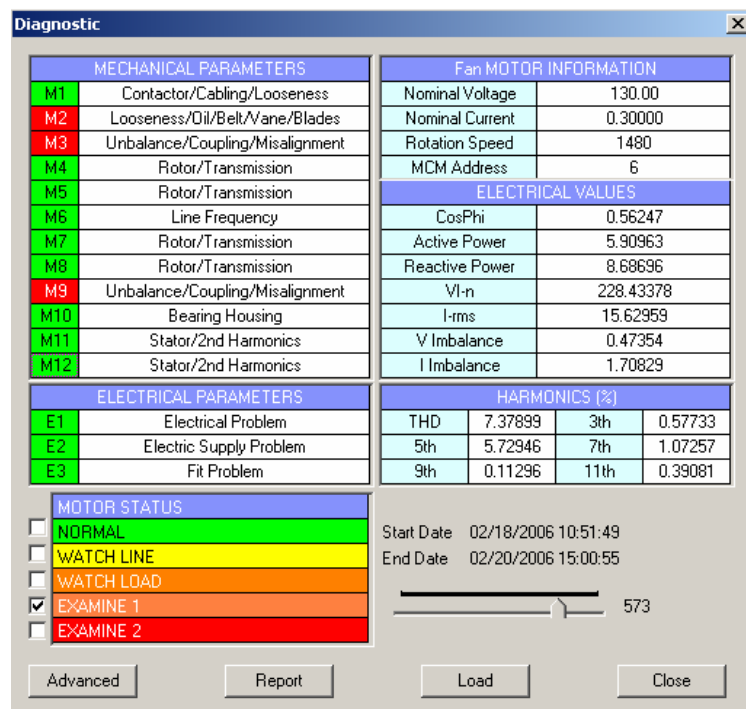 Diagnostic
MECHANICAL PARAMETERS
M1 Contactor/Cabling/Looseness
M2 Looseness/Oil/Belt/Vane/Blades
M3 Unbalance/Coupling/Misalignment
M4 Rotor/Transmission
M5 Rotor/Transmission
M6 Line Frequency
M7 Rotor/Transmission
M8 Rotor/Transmission
M9 Unbalance/Coupling/Misalignment
M10 Bearing Housing
M11 Stator/2nd Harmonics
M12 Stator/2nd Harmonics
ELECTRICAL PARAMETERS
E1 Electrical Problem
E2 Electric Supply Problem
E3 Fit Problem
MOTOR STATUS
NORMAL
WATCH LINE
WATCH LOAD
EXAMINE 1
EXAMINE 2
Fan MOTOR INFORMATION
Nominal Voltage 130.00
Nominal Current 0.30000
Rotation Speed 1480
MCM Address 6
ELECTRICAL VALUES
CosPhi 0.56247
Active Power 5.90963
Reactive Power 8.68696
Vl-n 228.43378
I-rms 15.62959
V Imbalance 0.47354
I Imbalance 1.70829
HARMONICS (%)
THD 7.37899 3th 0.57733
5th 5.72946 7th 1.07257
9th 0.11296 11th 0.39081
Start Date 02/18/2006 10:51:49
End Date 02/20/2006 15:00:55
573
Advanced Report Load Close